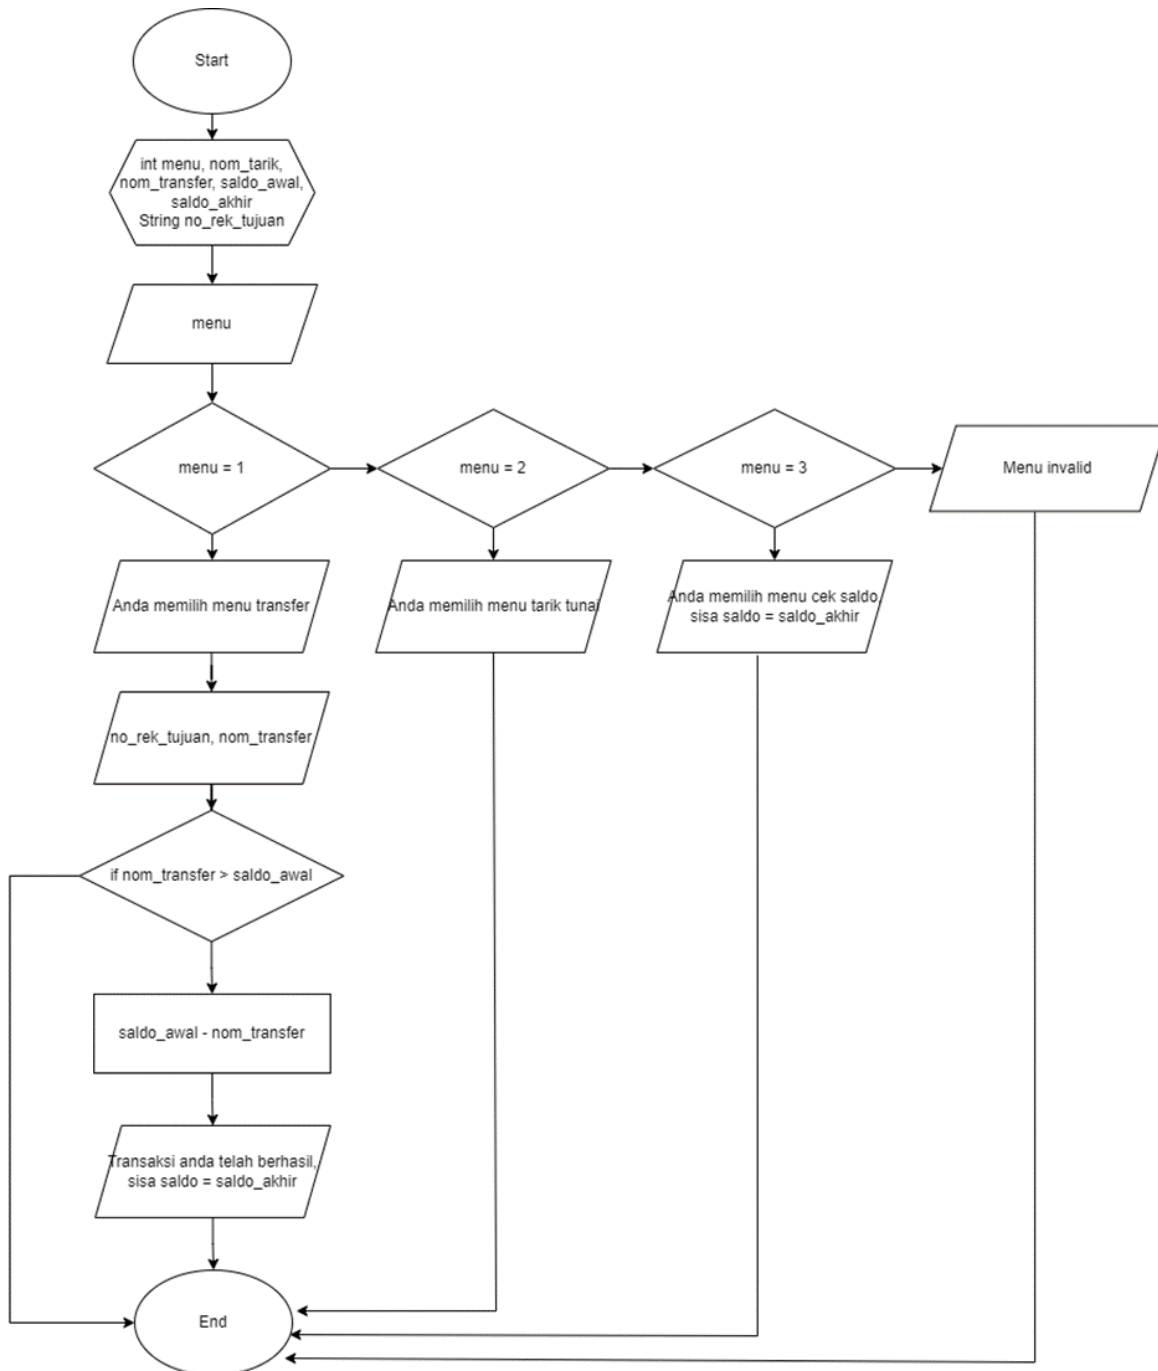 Start
int menu, nom_tarik,
nom_transfer, saldo_awal,
saldo_akhir
String no_rek_tujuan
menu
menu = 1
menu = 2
menu = 3
Menu invalid
Anda memilih menu transfer
Anda memilih menu tarik tunai
Anda memilih menu cek saldo,
sisa saldo = saldo_akhir
no_rek_tujuan, nom_transfer
if nom_transfer > saldo_awal
saldo_awal - nom_transfer
Transaksi anda telah berhasil,
sisa saldo = saldo_akhir
End